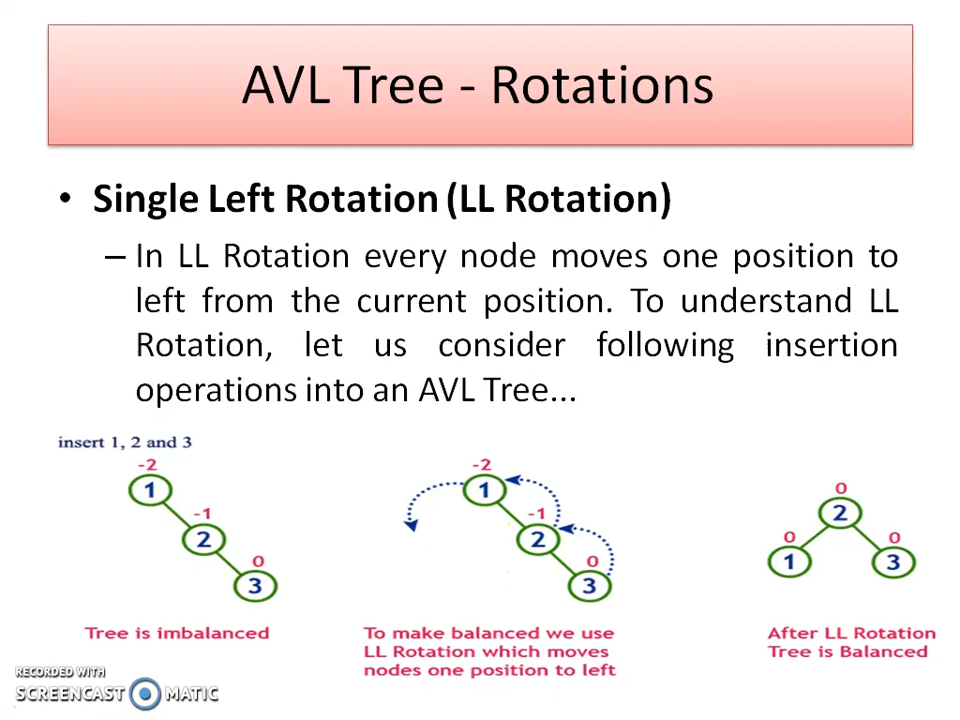 AVL Tree - Rotations
• Single Left Rotation (LL Rotation)
– In LL Rotation every node moves one position to
left from the current position. To understand LL
Rotation, let us consider following insertion
operations into an AVL Tree...
insert 1, 2 and 3
-2
1
-1
2
0
3
Tree is imbalanced
-2
1
-1
2
0
3
To make balanced we use
LL Rotation which moves
nodes one position to left
0
2
0
1
0
3
After LL Rotation
Tree is Balanced
RECORDED WITH
SCREENCAST MATIC